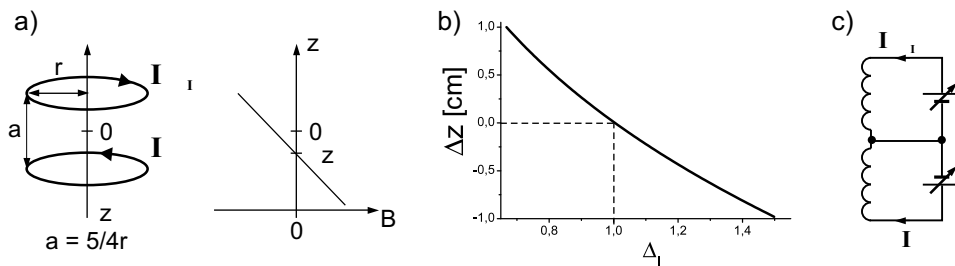 a)
z
r
I
a
0
I
z
a = 5/4r
I
z
0
z
B
0
b)
Δz [cm]
1,0
0,5
0,0
-0,5
-1,0
0,8
1,0
1,2
1,4
Δ_I
c)
I
I
I